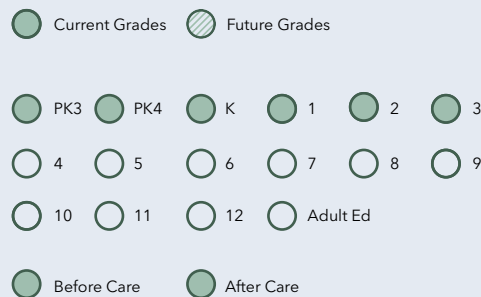 Current Grades Future Grades
PK3 PK4 K 1 2 3
4 5 6 7 8 9
10 11 12 Adult Ed
Before Care After Care